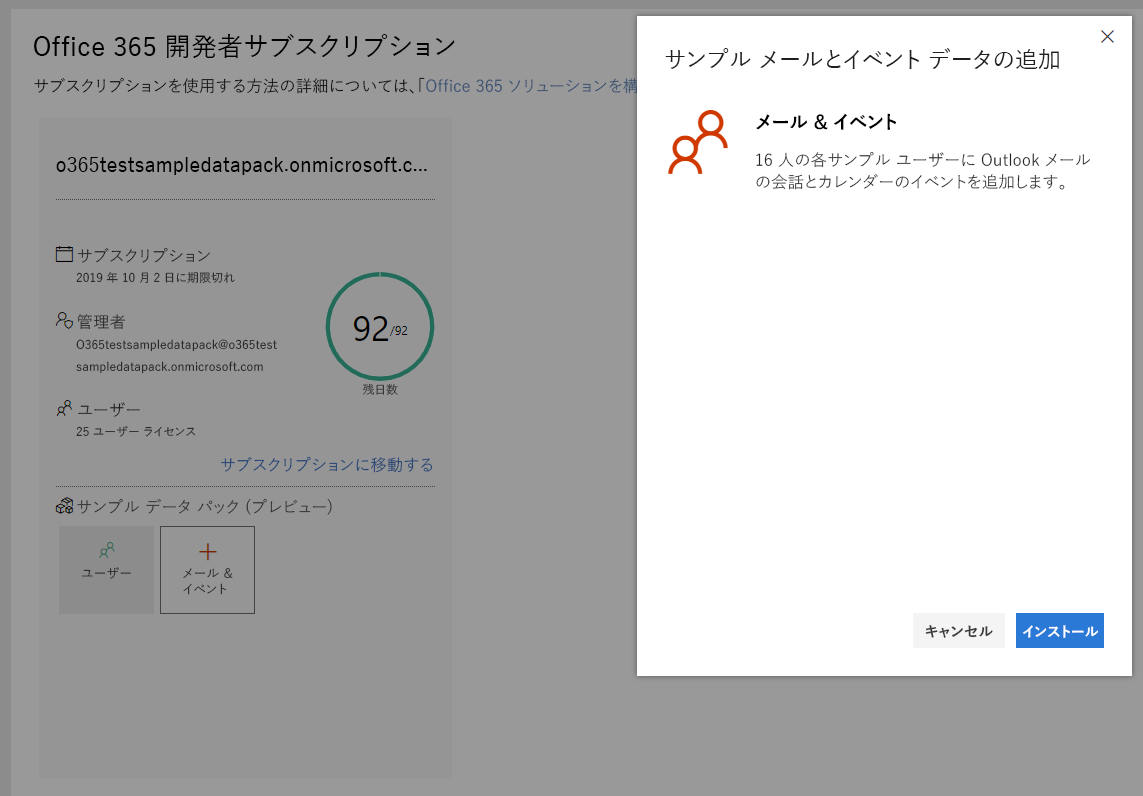 Office 365 開発者サブスクリプション
サブスクリプションを使用する方法の詳細については、「Office 365 ソリューションを構
o365testsampledatapack.onmicrosoft.c...
サブスクリプション
2019 年 10 月 2 日に期限切れ
管理者
O365testsampledatapack@o365test
sampledatapack.onmicrosoft.com
92/92
残日数
ユーザー
25 ユーザー ライセンス
サブスクリプションに移動する
サンプル データ パック (プレビュー)
ユーザー
メール &
イベント
サンプル メールとイベント データの追加
メール & イベント
16 人の各サンプル ユーザーに Outlook メール
の会話とカレンダーのイベントを追加します。
キャンセル
インストール